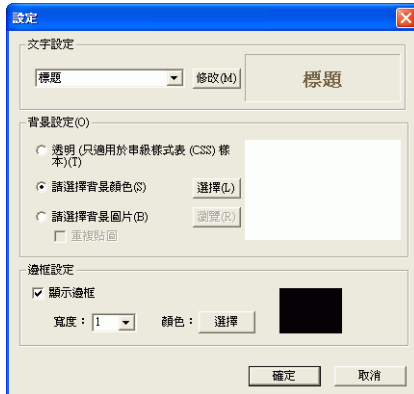 設定
文字設定
標題 修改(M) 標題
背景設定(O)
透明 (只適用於串級樣式表 (CSS) 樣
本)(T)
請選擇背景顏色(S) 選擇(L)
請選擇背景圖片(B) 瀏覽(R)
重複貼圖
邊框設定
顯示邊框
寬度： 1 顏色： 選擇
確定 取消